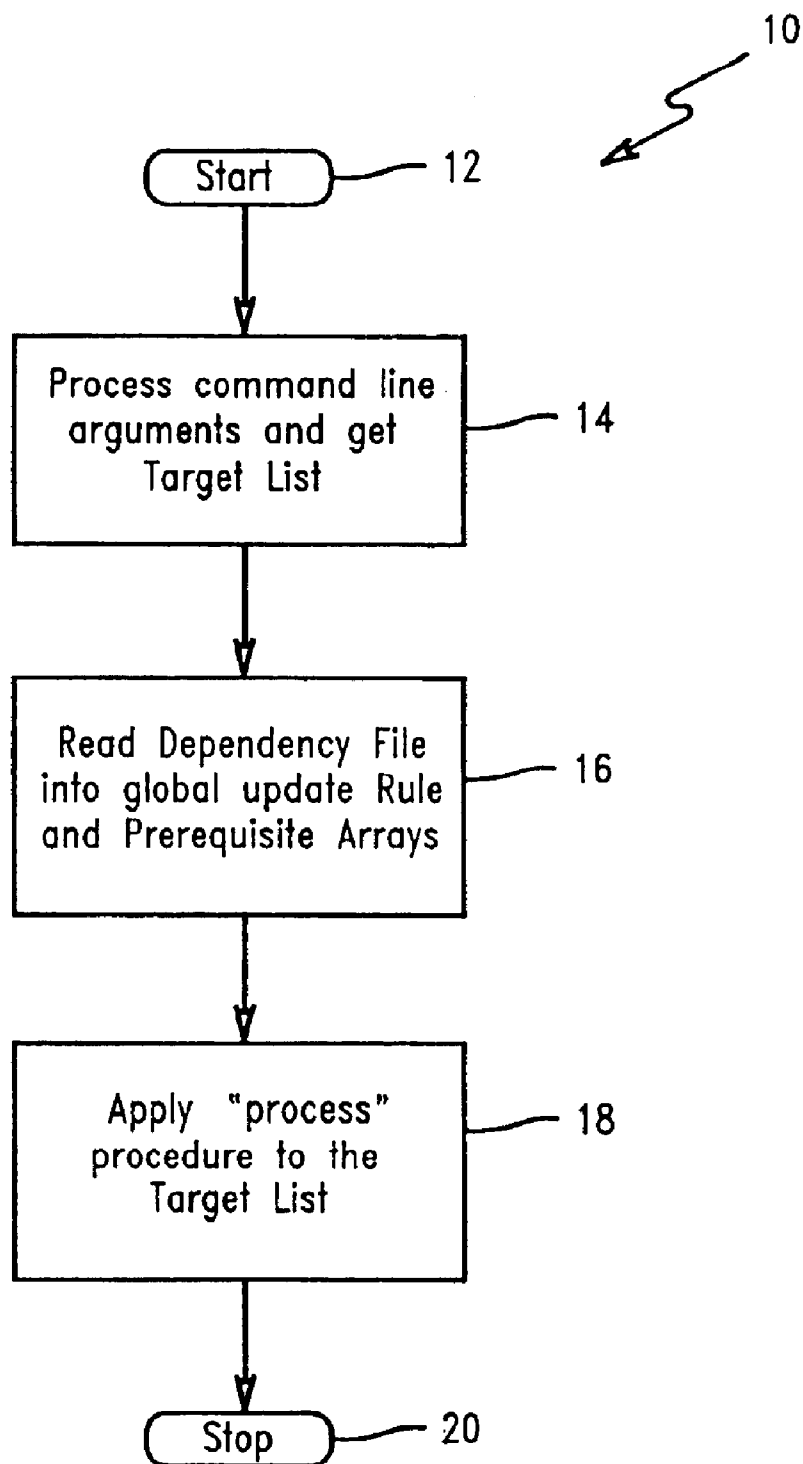 10
Start
12
Process command line
arguments and get
Target List
14
Read Dependency File
into global update Rule
and Prerequisite Arrays
16
Apply "process"
procedure to the
Target List
18
Stop
20